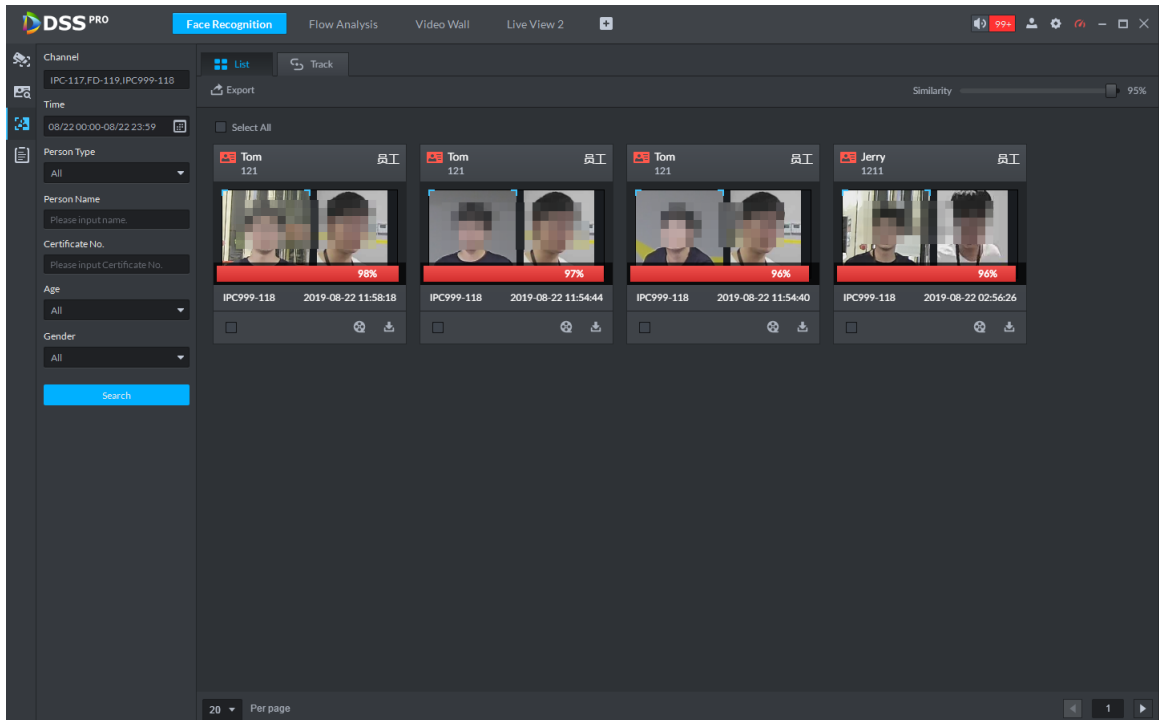 DSS PRO
Face Recognition
Flow Analysis
Video Wall
Live View 2
99+
Channel
IPC-117,FD-119,IPC999-118
Time
08/22 00:00-08/22 23:59
Person Type
All
Person Name
Please input name.
Certificate No.
Please input Certificate No.
Age
All
Gender
All
Search
List
Track
Export
Similarity
95%
Select All
Tom
员工
121
98%
IPC999-118 2019-08-22 11:58:18
Tom
员工
121
97%
IPC999-118 2019-08-22 11:54:44
Tom
员工
121
96%
IPC999-118 2019-08-22 11:54:40
Jerry
员工
1211
96%
IPC999-118 2019-08-22 02:56:26
20 Per page
1